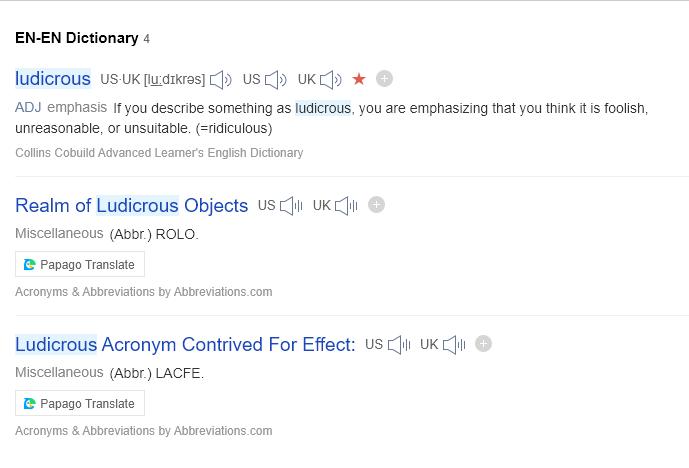 EN-EN Dictionary 4
ludicrous US·UK [lu:dɪkrəs] US UK
ADJ emphasis If you describe something as ludicrous, you are emphasizing that you think it is foolish,
unreasonable, or unsuitable. (=ridiculous)
Collins Cobuild Advanced Learner's English Dictionary
Realm of Ludicrous Objects US UK
Miscellaneous (Abbr.) ROLO.
Papago Translate
Acronyms & Abbreviations by Abbreviations.com
Ludicrous Acronym Contrived For Effect: US UK
Miscellaneous (Abbr.) LACFE.
Papago Translate
Acronyms & Abbreviations by Abbreviations.com